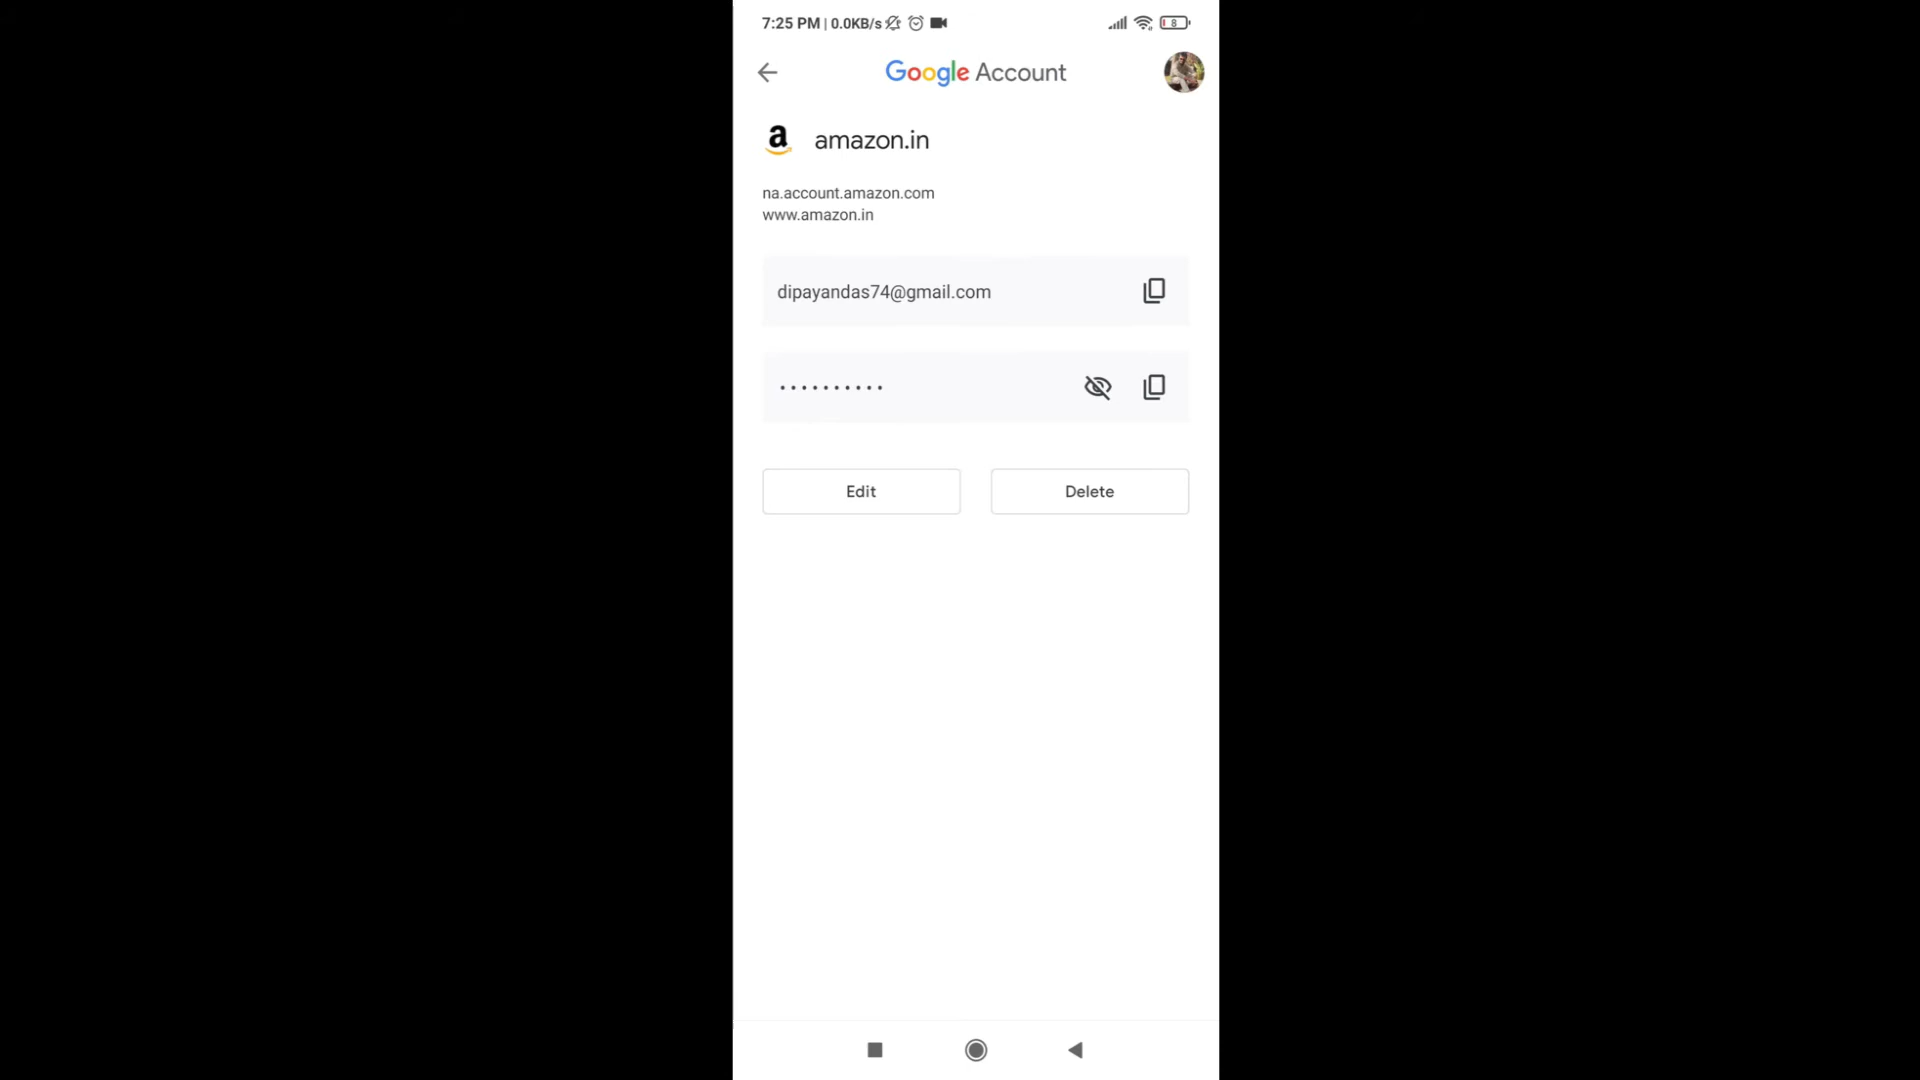 7:25 PM | 0.0KB/s
8
Google Account
a amazon.in
na.account.amazon.com
www.amazon.in
dipayandas74@gmail.com
••••••••••
Edit
Delete